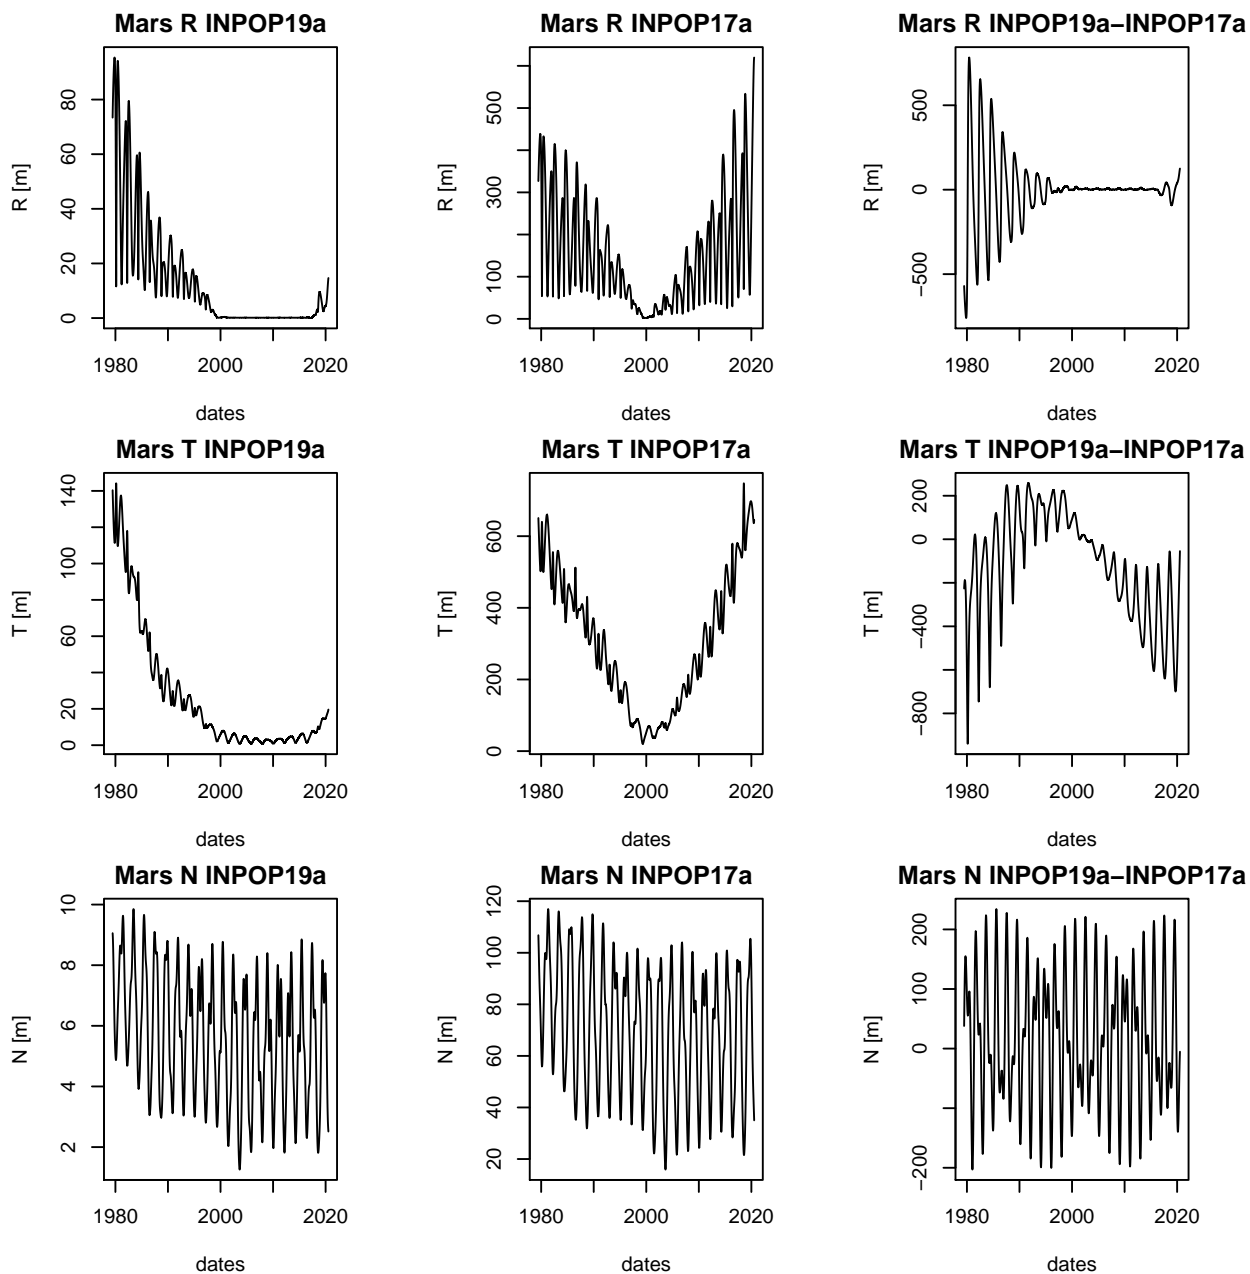 Mars R INPOP19a
R [m]
80
60
40
20
0
1980 2000 2020
dates
Mars R INPOP17a
R [m]
500
300
100
0
1980 2000 2020
dates
Mars R INPOP19a−INPOP17a
R [m]
500
0
−500
1980 2000 2020
dates
Mars T INPOP19a
T [m]
140
100
60
40
20
0
1980 2000 2020
dates
Mars T INPOP17a
T [m]
600
400
200
0
1980 2000 2020
dates
Mars T INPOP19a−INPOP17a
T [m]
200
0
−400
−800
1980 2000 2020
dates
Mars N INPOP19a
N [m]
10
8
6
4
2
1980 2000 2020
dates
Mars N INPOP17a
N [m]
120
100
80
60
40
20
1980 2000 2020
dates
Mars N INPOP19a−INPOP17a
N [m]
200
100
0
−200
1980 2000 2020
dates